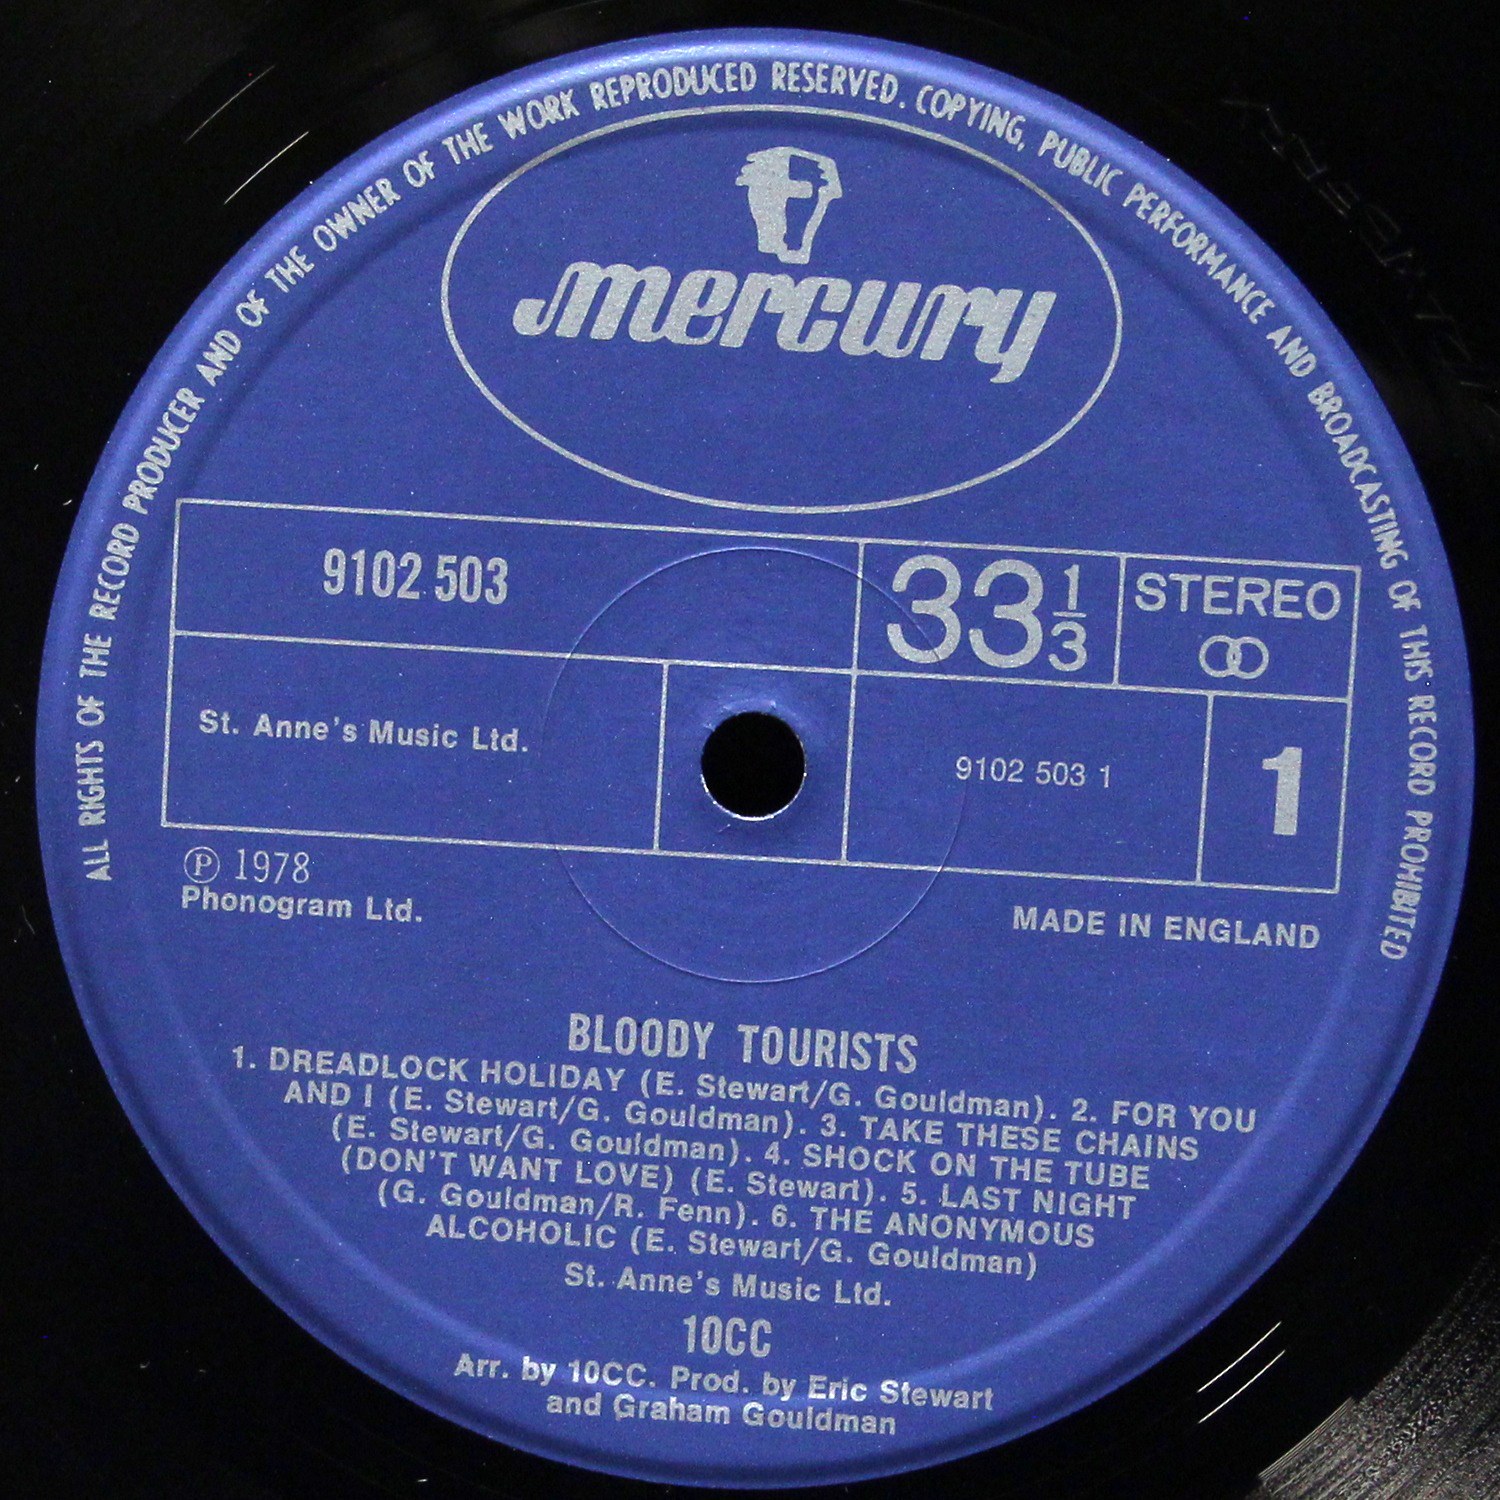 ALL RIGHTS OF THE RECORD PRODUCER AND OF THE OWNER OF THE WORK REPRODUCED RESERVED. COPYING, PUBLIC PERFORMANCE AND BROADCASTING OF THIS RECORD PROHIBITED
mercury
9102 503
33 1/3
STEREO
St. Anne's Music Ltd.
9102 503 1
1
Ⓟ 1978
Phonogram Ltd.
MADE IN ENGLAND
BLOODY TOURISTS
1. DREADLOCK HOLIDAY (E. Stewart/G. Gouldman). 2. FOR YOU
AND I (E. Stewart/G. Gouldman). 3. TAKE THESE CHAINS
(E. Stewart/G. Gouldman). 4. SHOCK ON THE TUBE
(DON'T WANT LOVE) (E. Stewart). 5. LAST NIGHT
(G. Gouldman/R. Fenn). 6. THE ANONYMOUS
ALCOHOLIC (E. Stewart/G. Gouldman)
St. Anne's Music Ltd.
10CC
Arr. by 10CC. Prod. by Eric Stewart
and Graham Gouldman